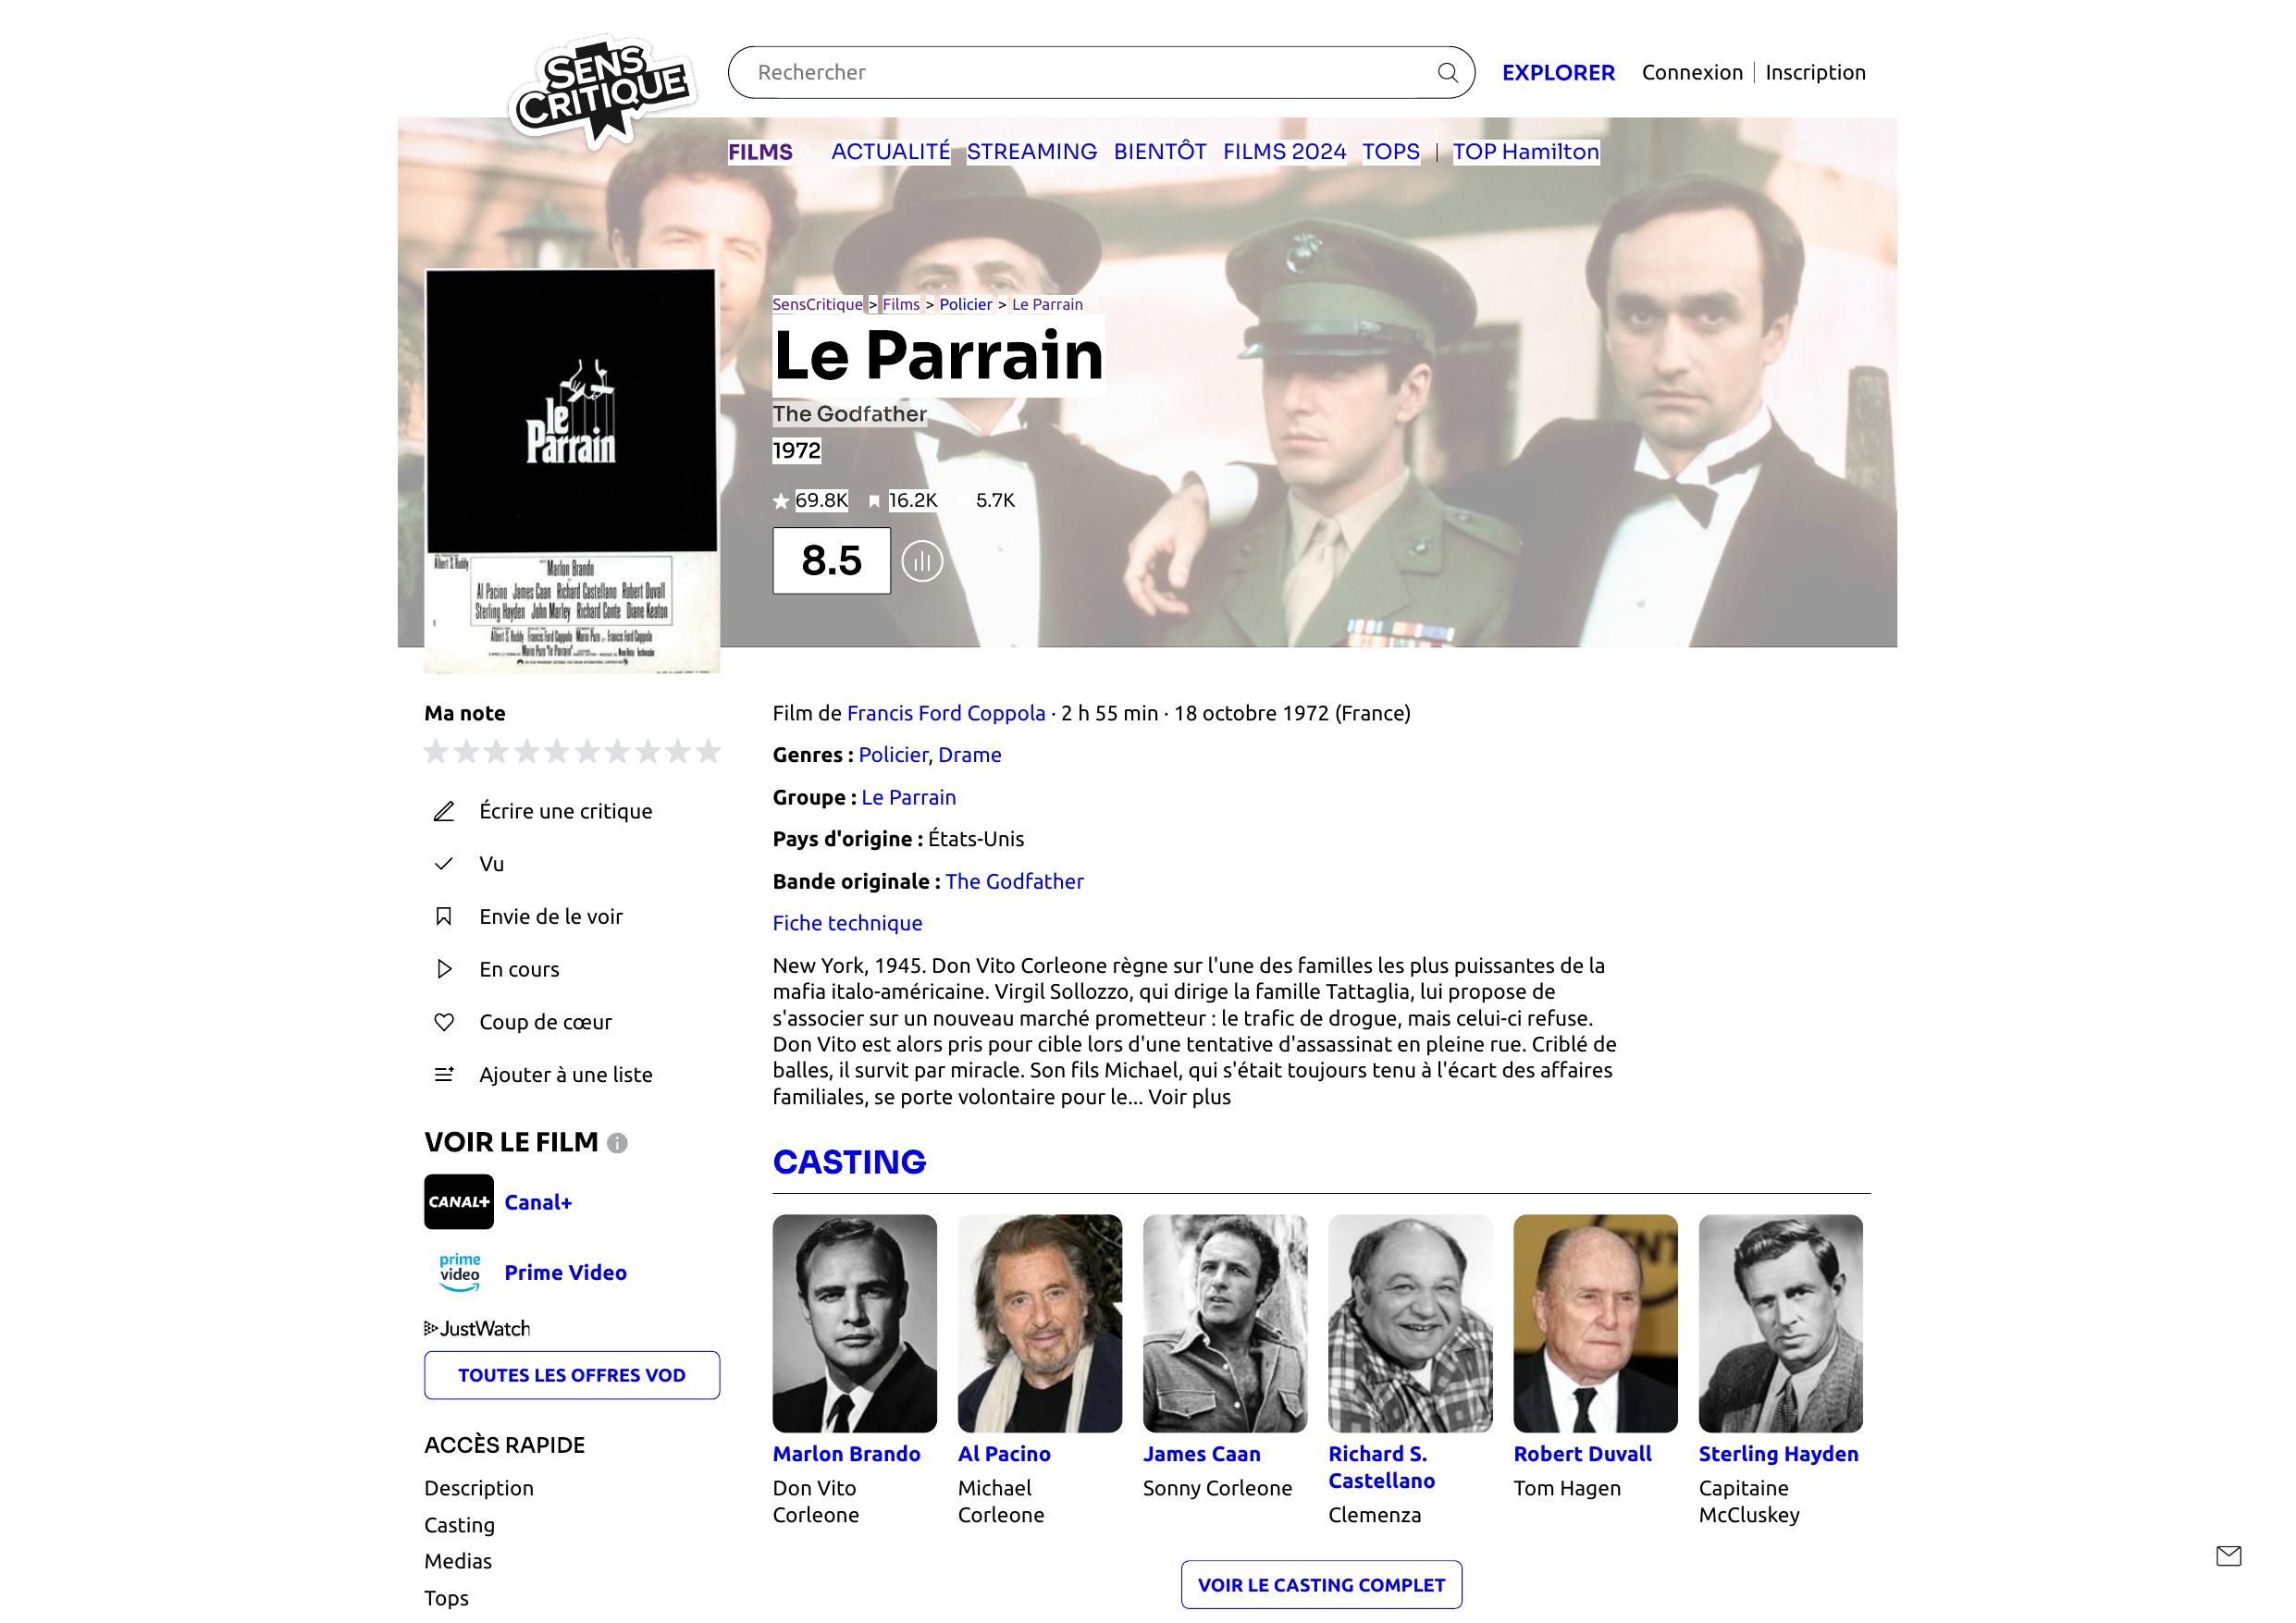 SENS
CRITIQUE
Rechercher
EXPLORER
Connexion | Inscription
FILMS
ACTUALITÉ STREAMING BIENTÔT FILMS 2024 TOPS | TOP Hamilton
SensCritique > Films > Policier > Le Parrain
Le Parrain
The Godfather
1972
69.8K 16.2K 5.7K
8.5
le
Parrain
Albert S. Ruddy
Marlon Brando
Al Pacino James Caan Richard Castellano Robert Duvall
Sterling Hayden John Marley Richard Conte Diane Keaton
Ma note
Écrire une critique
Vu
Envie de le voir
En cours
Coup de cœur
Ajouter à une liste
VOIR LE FILM
CANAL+ Canal+
prime
video
Prime Video
JustWatch
TOUTES LES OFFRES VOD
ACCÈS RAPIDE
Description
Casting
Medias
Tops
Film de Francis Ford Coppola · 2 h 55 min · 18 octobre 1972 (France)
Genres : Policier, Drame
Groupe : Le Parrain
Pays d'origine : États-Unis
Bande originale : The Godfather
Fiche technique
New York, 1945. Don Vito Corleone règne sur l'une des familles les plus puissantes de la
mafia italo-américaine. Virgil Sollozzo, qui dirige la famille Tattaglia, lui propose de
s'associer sur un nouveau marché prometteur : le trafic de drogue, mais celui-ci refuse.
Don Vito est alors pris pour cible lors d'une tentative d'assassinat en pleine rue. Criblé de
balles, il survit par miracle. Son fils Michael, qui s'était toujours tenu à l'écart des affaires
familiales, se porte volontaire pour le... Voir plus
CASTING
Marlon Brando
Don Vito
Corleone
Al Pacino
Michael
Corleone
James Caan
Sonny Corleone
Richard S.
Castellano
Clemenza
Robert Duvall
Tom Hagen
Sterling Hayden
Capitaine
McCluskey
VOIR LE CASTING COMPLET